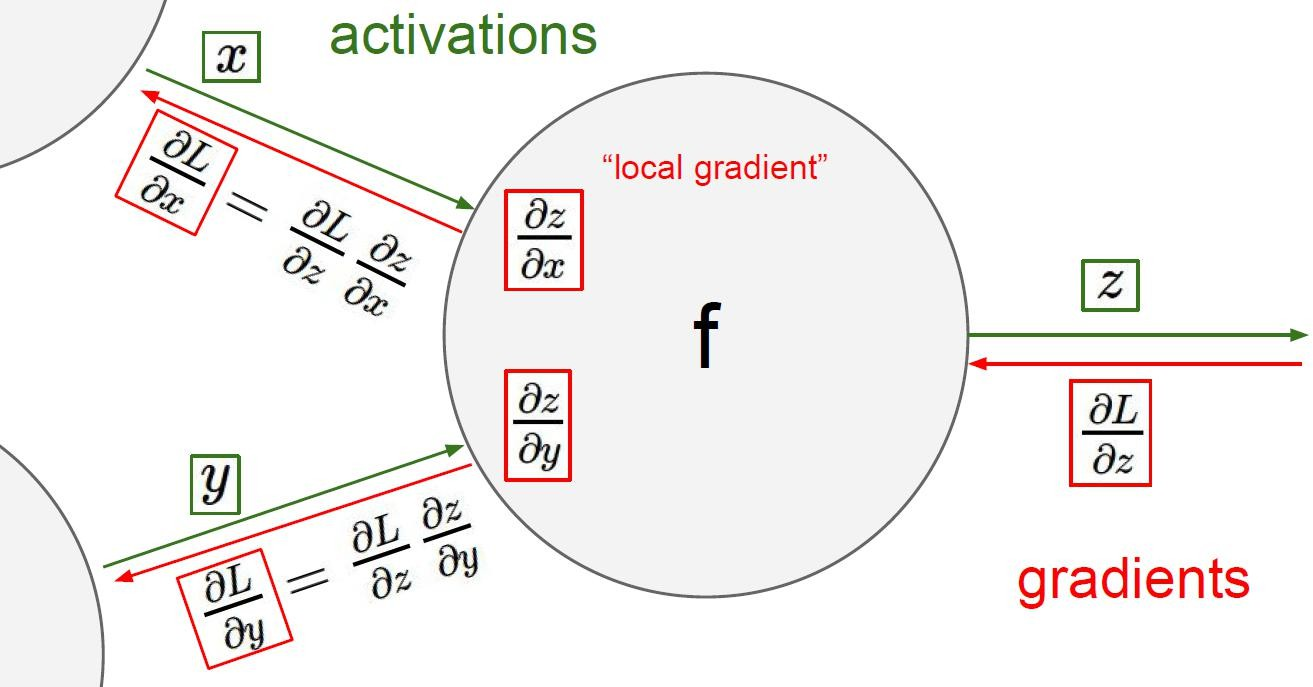 activations
x
∂L/∂x = ∂L/∂z ∂z/∂x
“local gradient”
∂z/∂x
f
z
∂z/∂y
∂L/∂z
y
∂L/∂y = ∂L/∂z ∂z/∂y
gradients